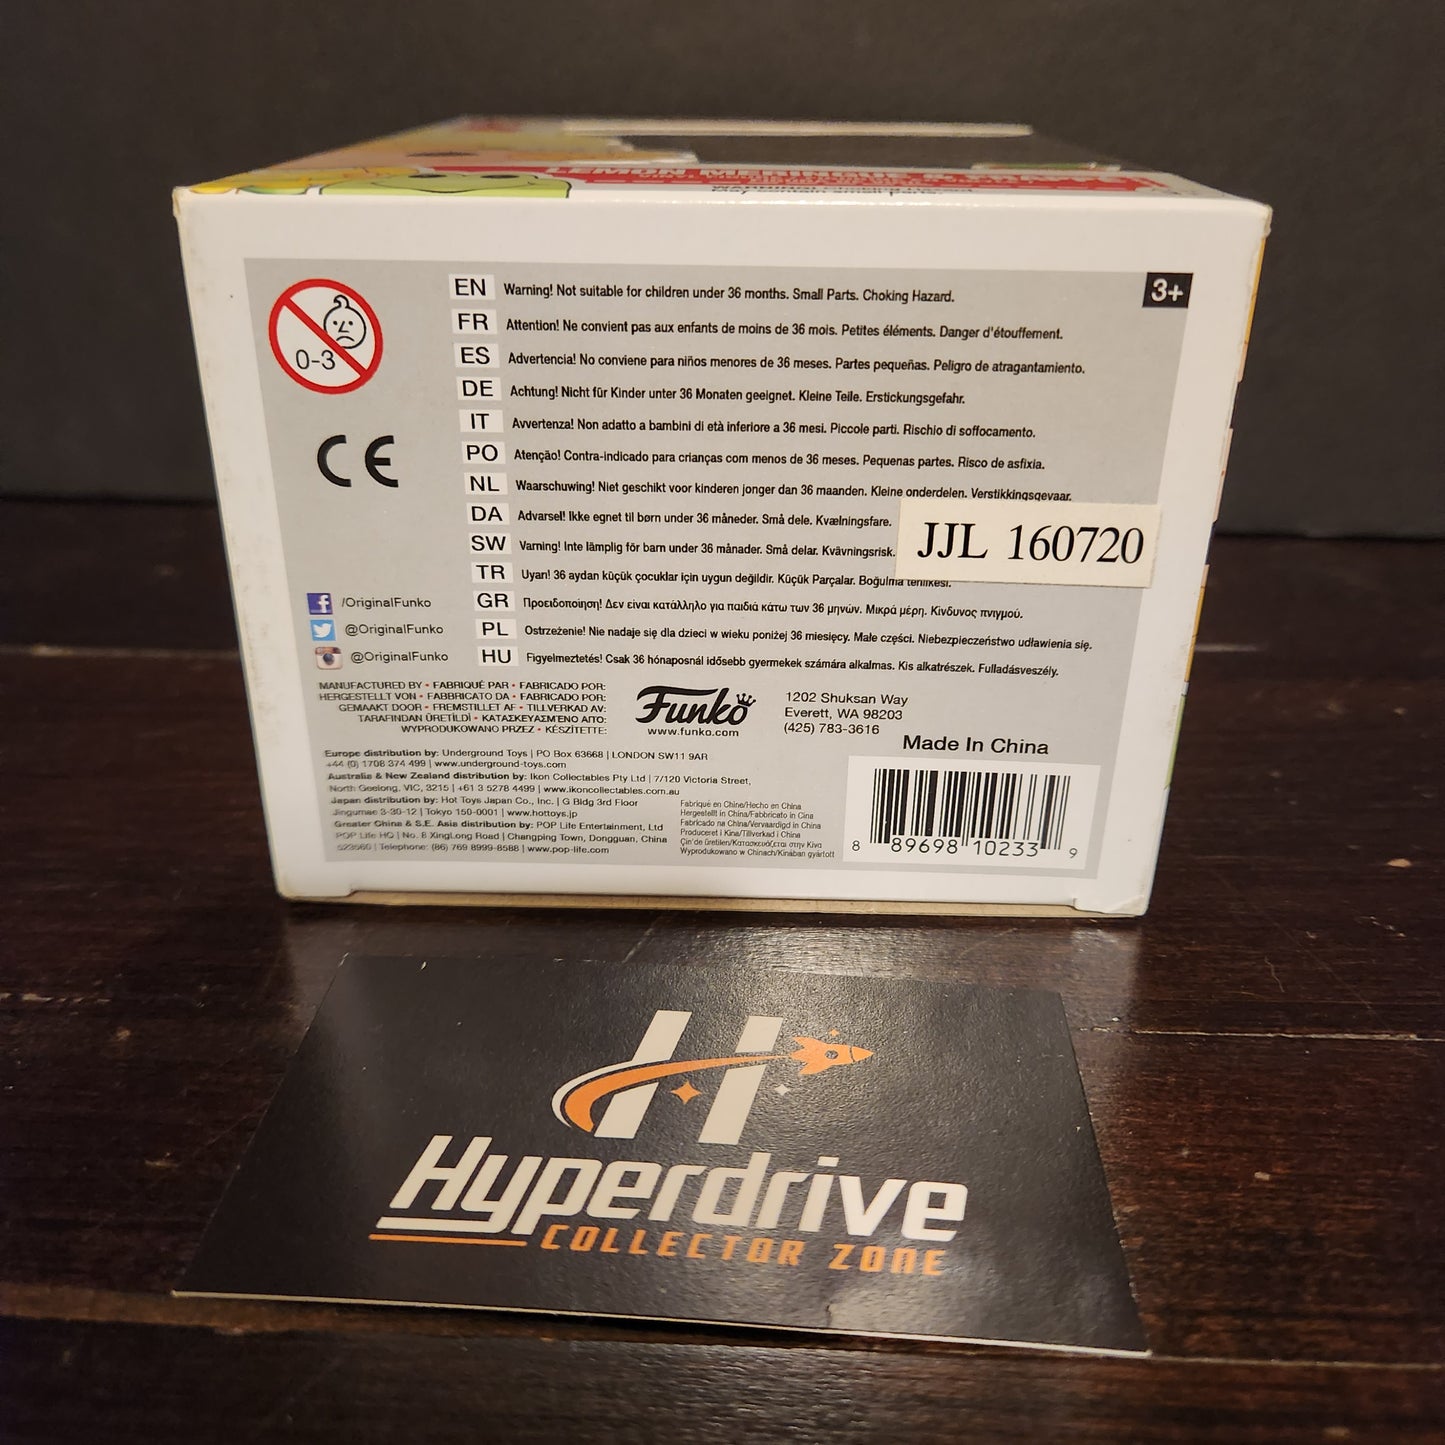 LEMON MERINGUE
WARNING!
May contain small parts
3+
0-3
CE
EN Warning! Not suitable for children under 36 months. Small Parts. Choking Hazard.
FR Attention! Ne convient pas aux enfants de moins de 36 mois. Petites éléments. Danger d'étouffement.
ES Advertencia! No conviene para niños menores de 36 meses. Partes pequeñas. Peligro de atragantamiento.
DE Achtung! Nicht für Kinder unter 36 Monaten geeignet. Kleine Teile. Erstickungsgefahr.
IT Avvertenza! Non adatto a bambini di età inferiore a 36 mesi. Piccole parti. Rischio di soffocamento.
PO Atenção! Contra-indicado para crianças com menos de 36 meses. Pequenas partes. Risco de asfixia.
NL Waarschuwing! Niet geschikt voor kinderen jonger dan 36 maanden. Kleine onderdelen. Verstikkingsgevaar.
DA Advarsel! Ikke egnet til børn under 36 måneder. Små dele. Kvælningsfare.
SW Varning! Inte lämplig för barn under 36 månader. Små delar. Kvävningsrisk.
JJL 160720
TR Uyarı! 36 aydan küçük çocuklar için uygun değildir. Küçük Parçalar. Boğulma tehlikesi.
GR Προειδοποίηση! Δεν είναι κατάλληλο για παιδιά κάτω των 36 μηνών. Μικρά μέρη. Κίνδυνος πνιγμού.
PL Ostrzeżenie! Nie nadaje się dla dzieci w wieku poniżej 36 miesięcy. Małe części. Niebezpieczeństwo udławienia się.
HU Figyelmeztetés! Csak 36 hónaposnál idősebb gyermekek számára alkalmas. Kis alkatrészek. Fulladásveszély.
/OriginalFunko
@OriginalFunko
@OriginalFunko
MANUFACTURED BY • FABRIQUÉ PAR • FABRICADO POR:
HERGESTELLT VON • FABBRICATO DA • FABRICADO POR:
GEMAAKT DOOR • FREMSTILLET AF • TILLVERKAD AV:
TARAFINDAN ÜRETİLDİ • ΚΑΤΑΣΚΕΥΑΣΜΈΝΟ ΑΠΌ:
WYPRODUKOWANO PRZEZ • KÉSZÍTETTE:
Funko
www.funko.com
1202 Shuksan Way
Everett, WA 98203
(425) 783-3616
Made In China
Europe distribution by: Underground Toys | PO Box 63668 | LONDON SW11 9AR
+44 (0) 1708 374 499 | www.underground-toys.com
Australia & New Zealand distribution by: Ikon Collectables Pty Ltd | 7/120 Victoria Street,
North Geelong, VIC, 3215 | +61 3 5278 4499 | www.ikoncollectables.com.au
Japan distribution by: Hot Toys Japan Co., Inc. | G Bldg 3rd Floor
Jingumae 3-30-12 | Tokyo 150-0001 | www.hottoys.jp
Greater China & S.E. Asia distribution by: POP Life Entertainment, Ltd
POP Life HQ | No. 8 XingLong Road | Changping Town, Dongguan, China
523560 | Telephone: (86) 769 8999-8588 | www.pop-life.com
Fabriqué en China/Hecho en China
Hergestellt in China/Fabbricato in Cina
Fabricado na China/Vervaardigd in China
Produceret i Kina/Tillverkad i China
Çin'de Üretilen/Κατασκευάζεται στην Κίνα
Wyprodukowano w Chinach/Kínában gyártott
8 89698 10233 9
H
Hyperdrive
COLLECTOR ZONE